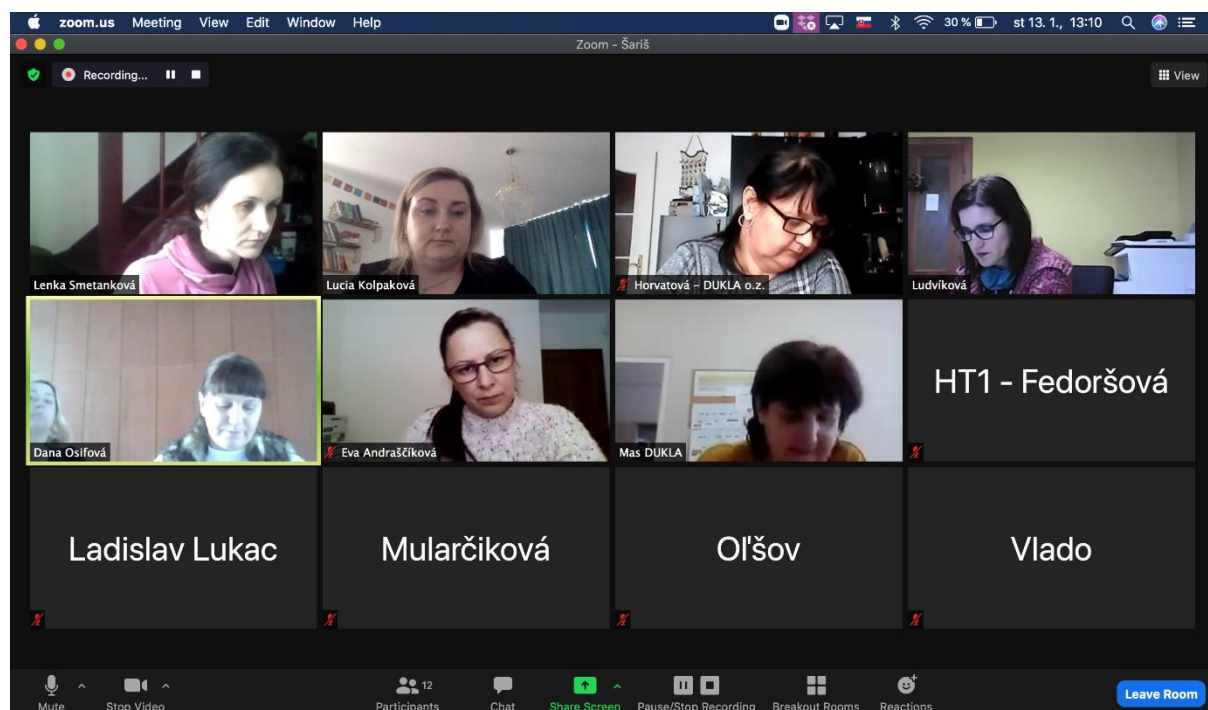 zoom.us Meeting View Edit Window Help 30 % st 13. 1., 13:10
Zoom - Šariš
Recording... View
Lenka Smetanková
Lucia Kolpaková
Horvatová – DUKLA o.z.
Ludvíková
Dana Osifová
Eva Andraščíková
Mas DUKLA
HT1 - Fedoršová
Ladislav Lukac
Mularčiková
Oľšov
Vlado
Mute Stop Video Participants 12 Chat Share Screen Pause/Stop Recording Breakout Rooms Reactions Leave Room